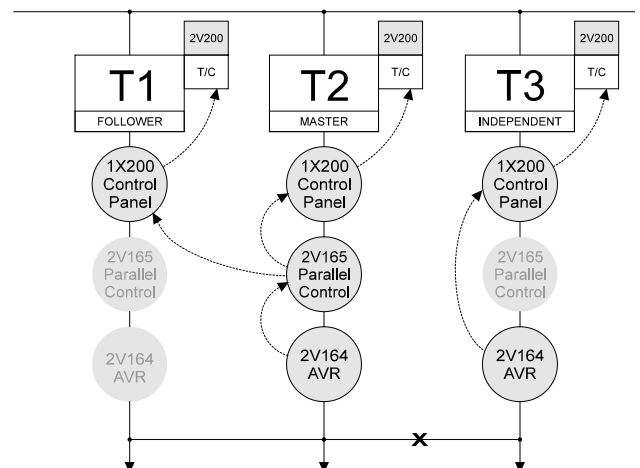 2V200
T1
T/C
FOLLOWER
1X200
Control
Panel
2V165
Parallel
Control
2V164
AVR
2V200
T2
T/C
MASTER
1X200
Control
Panel
2V165
Parallel
Control
2V164
AVR
2V200
T3
T/C
INDEPENDENT
1X200
Control
Panel
2V165
Parallel
Control
2V164
AVR
X